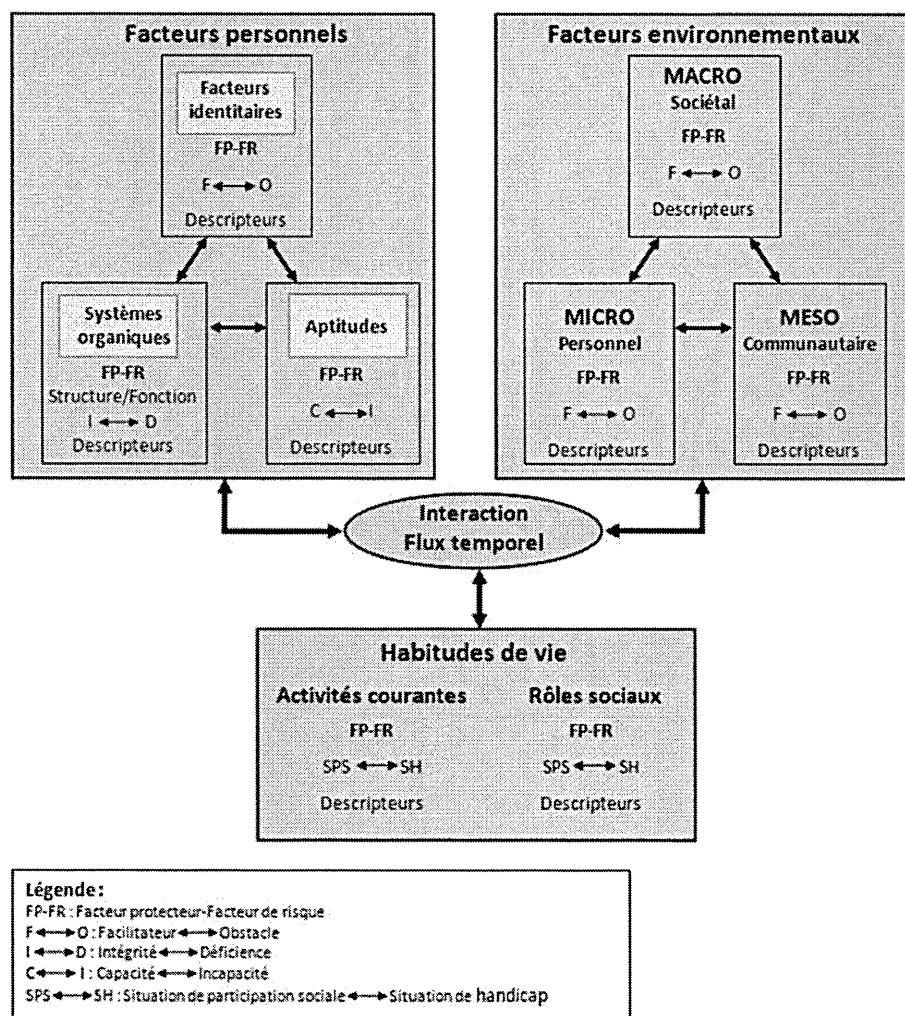 Facteurs personnels
Facteurs
identitaires
FP-FR
F ↔ O
Descripteurs
Systèmes
organiques
FP-FR
Structure/Fonction
I ↔ D
Descripteurs
Aptitudes
FP-FR
C ↔ I
Descripteurs
Facteurs environnementaux
MACRO
Sociétal
FP-FR
F ↔ O
Descripteurs
MICRO
Personnel
FP-FR
F ↔ O
Descripteurs
MESO
Communautaire
FP-FR
F ↔ O
Descripteurs
Interaction
Flux temporel
Habitudes de vie
Activités courantes
FP-FR
SPS ↔ SH
Descripteurs
Rôles sociaux
FP-FR
SPS ↔ SH
Descripteurs
Légende :
FP-FR : Facteur protecteur-Facteur de risque
F ↔ O : Facilitateur ↔ Obstacle
I ↔ D : Intégrité ↔ Déficience
C ↔ I : Capacité ↔ Incapacité
SPS ↔ SH : Situation de participation sociale ↔ Situation de handicap